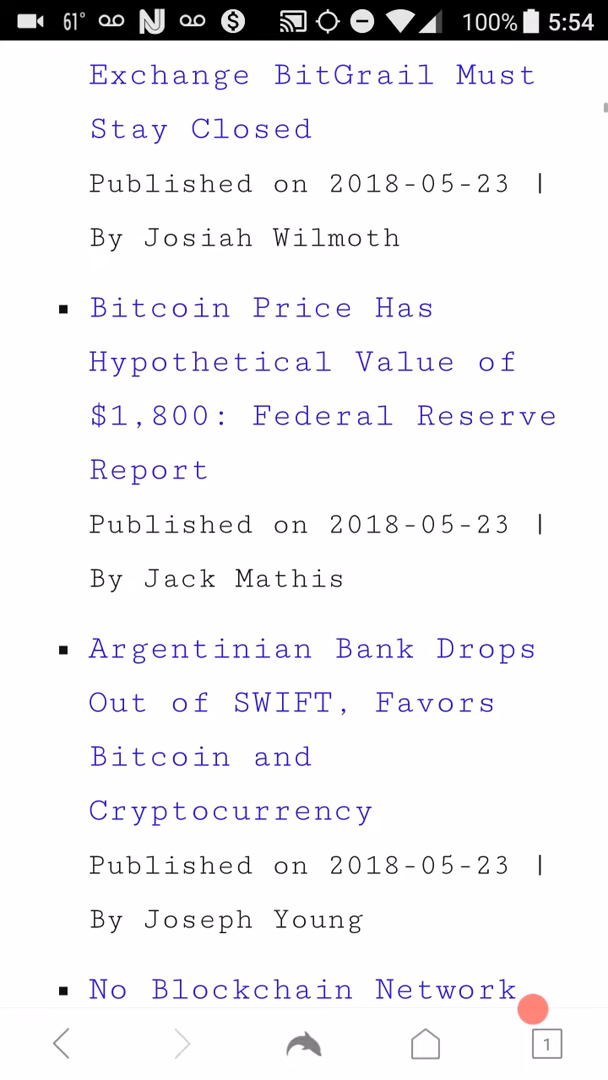 61° 100% 5:54
Exchange BitGrail Must
Stay Closed
Published on 2018-05-23 |
By Josiah Wilmoth
▪ Bitcoin Price Has
Hypothetical Value of
$1,800: Federal Reserve
Report
Published on 2018-05-23 |
By Jack Mathis
▪ Argentinian Bank Drops
Out of SWIFT, Favors
Bitcoin and
Cryptocurrency
Published on 2018-05-23 |
By Joseph Young
▪ No Blockchain Network
1